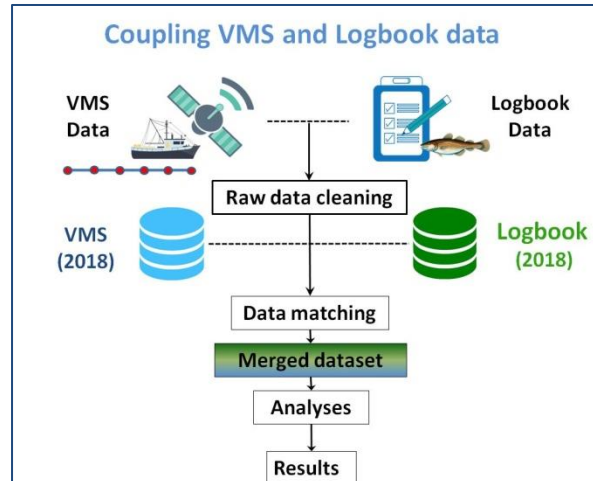 Coupling VMS and Logbook data
VMS
Data
Logbook
Data
Raw data cleaning
VMS
(2018)
Logbook
(2018)
Data matching
Merged dataset
Analyses
Results